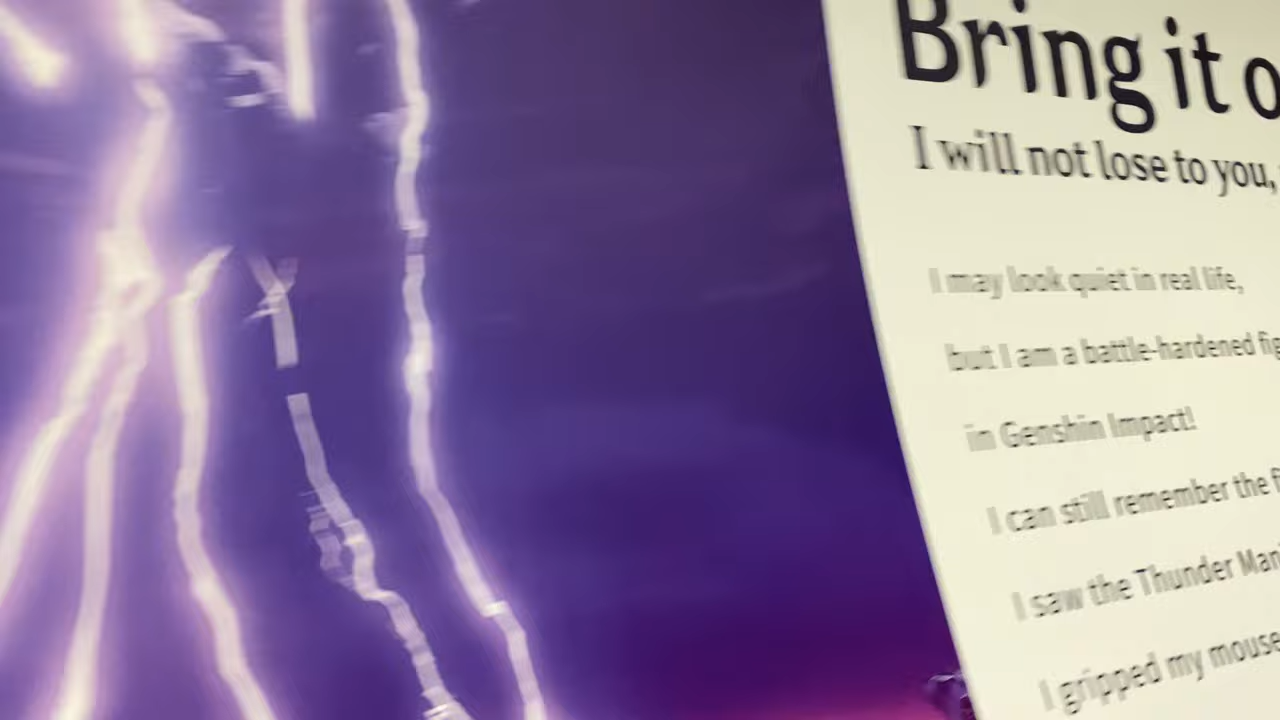 Bring it
I will not lose to you,
I may look quiet in real life,
but I am a battle-hardened
in Genshin Impact!
I can still remember the
I saw the Thunder
I gripped my mouse